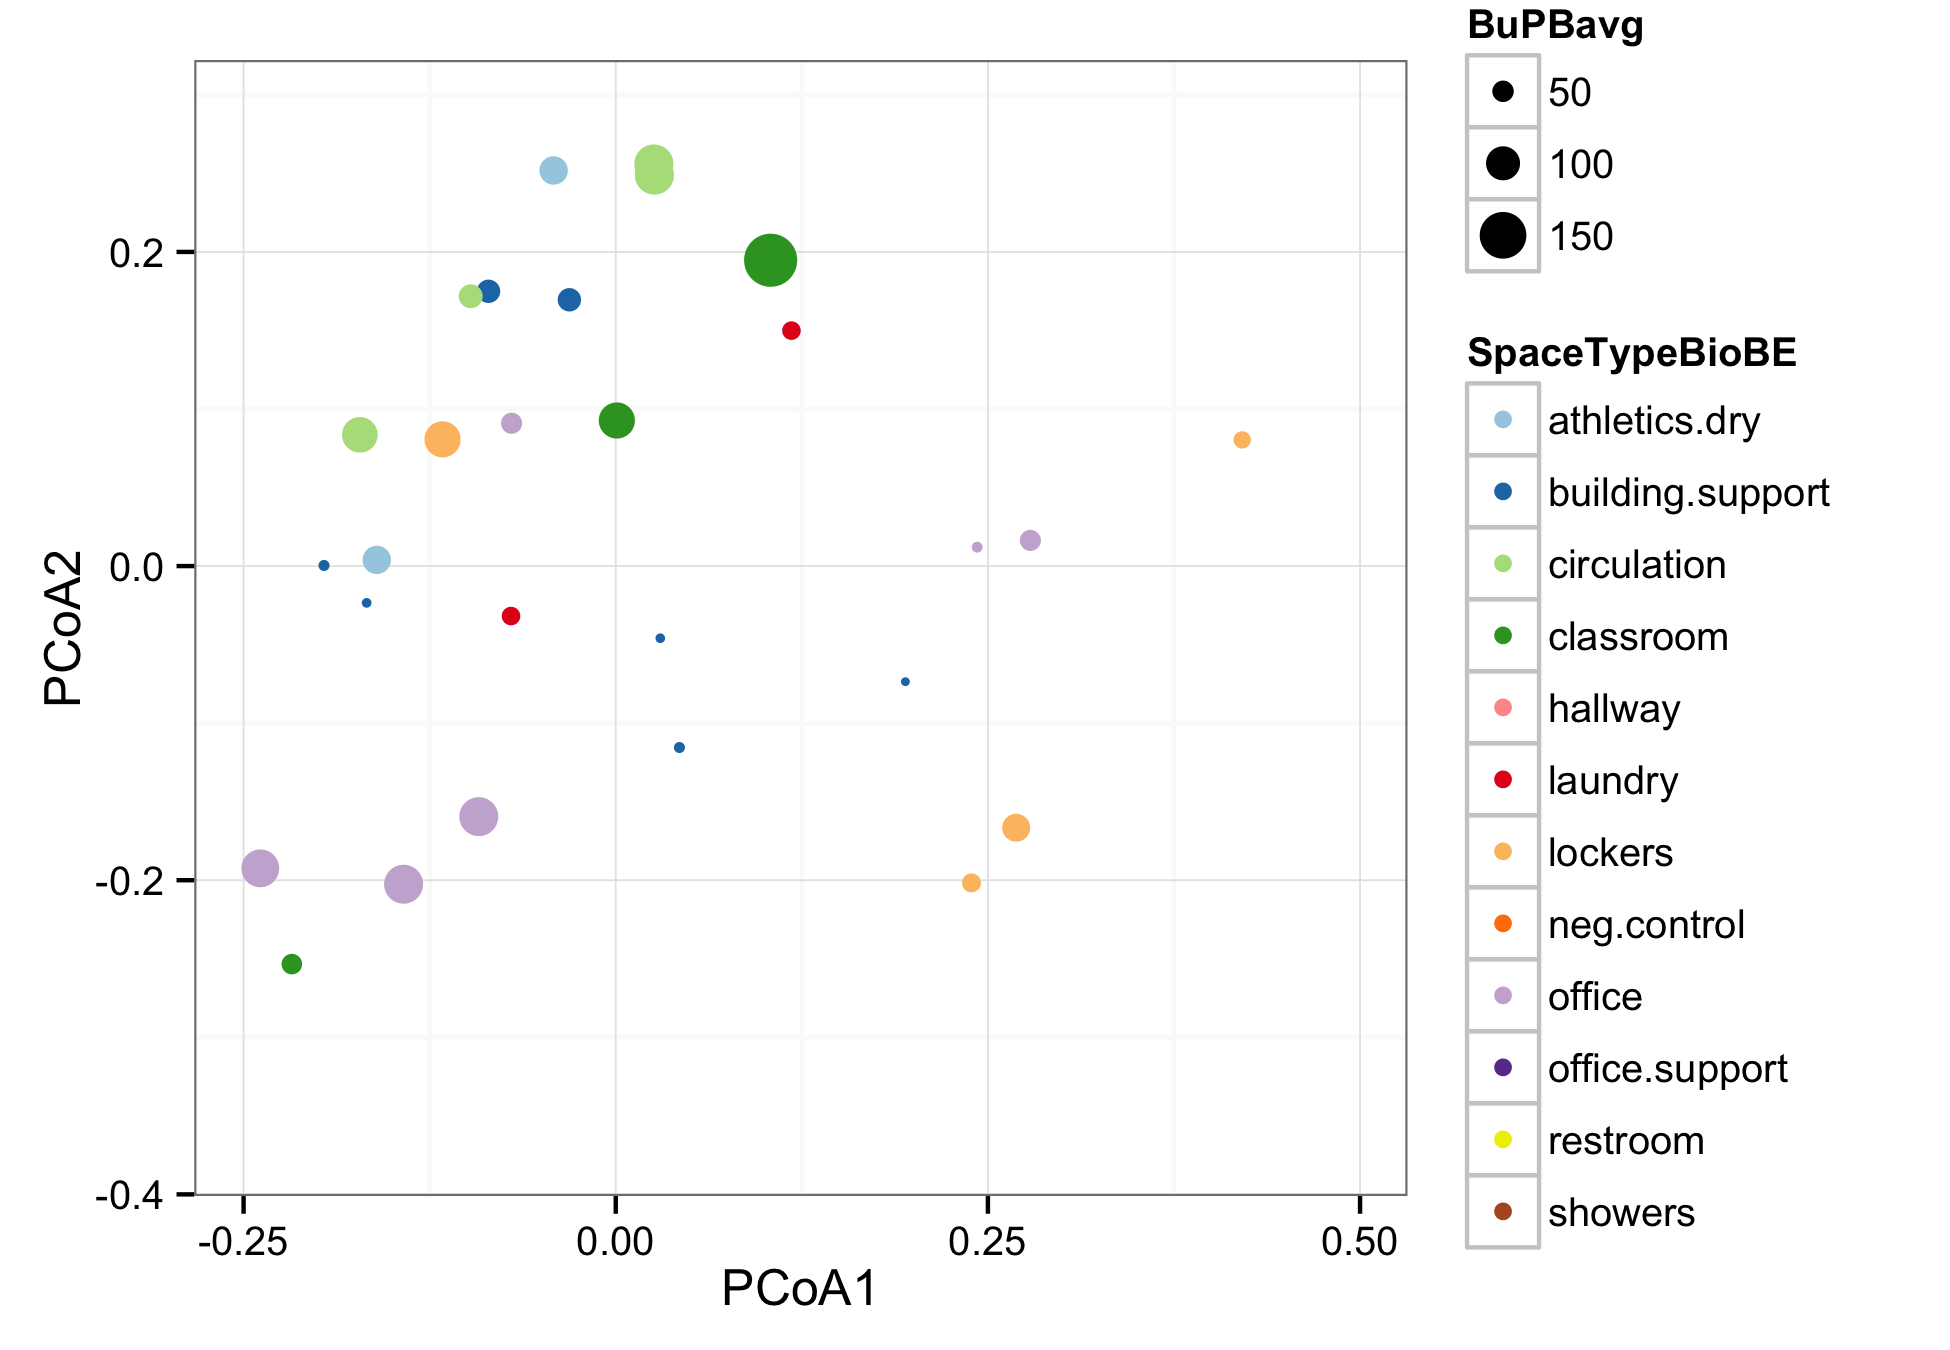 BuPBavg
50
100
150
SpaceTypeBioBE
athletics.dry
building.support
circulation
classroom
hallway
laundry
lockers
neg.control
office
office.support
restroom
showers
PCoA2
0.2
0.0
-0.2
-0.4
-0.25 0.00 0.25 0.50
PCoA1